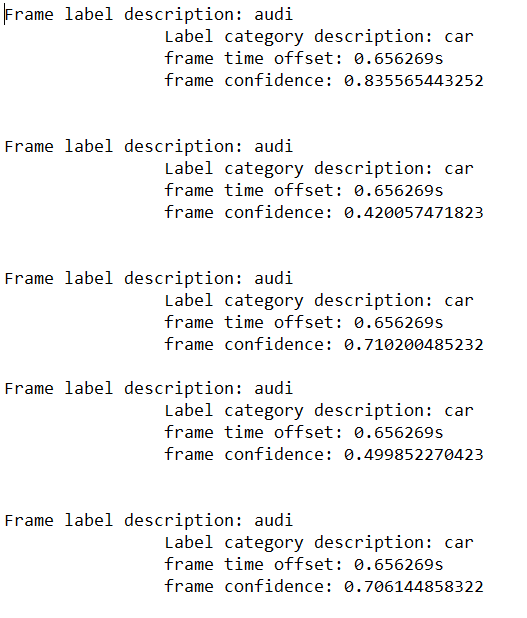 Frame label description: audi
Label category description: car
frame time offset: 0.656269s
frame confidence: 0.835565443252
Frame label description: audi
Label category description: car
frame time offset: 0.656269s
frame confidence: 0.420057471823
Frame label description: audi
Label category description: car
frame time offset: 0.656269s
frame confidence: 0.710200485232
Frame label description: audi
Label category description: car
frame time offset: 0.656269s
frame confidence: 0.499852270423
Frame label description: audi
Label category description: car
frame time offset: 0.656269s
frame confidence: 0.706144858322